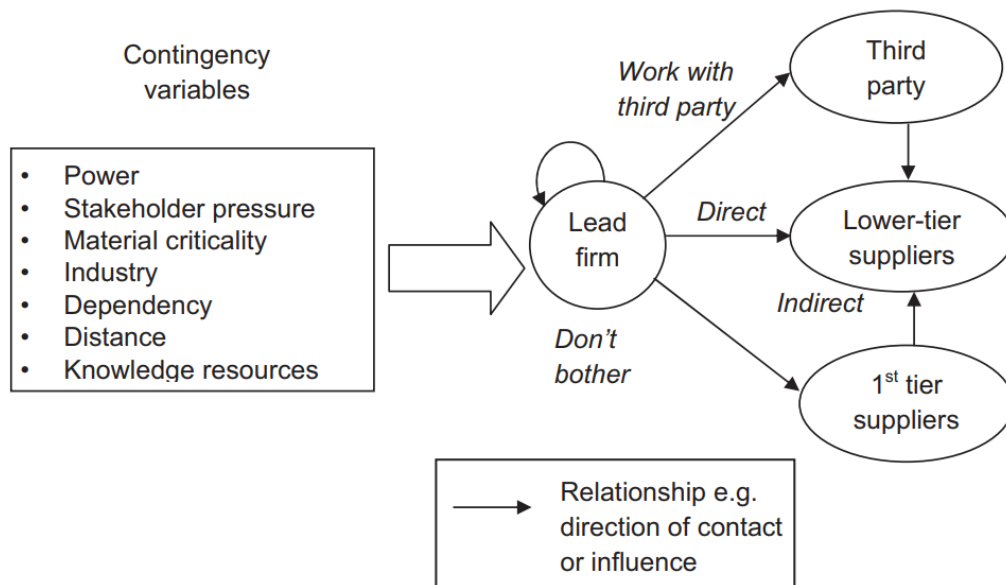 Contingency
variables
• Power
• Stakeholder pressure
• Material criticality
• Industry
• Dependency
• Distance
• Knowledge resources
Work with
third party
Third
party
Lead
firm
Direct
Lower-tier
suppliers
Indirect
Don't
bother
1st tier
suppliers
Relationship e.g.
direction of contact
or influence